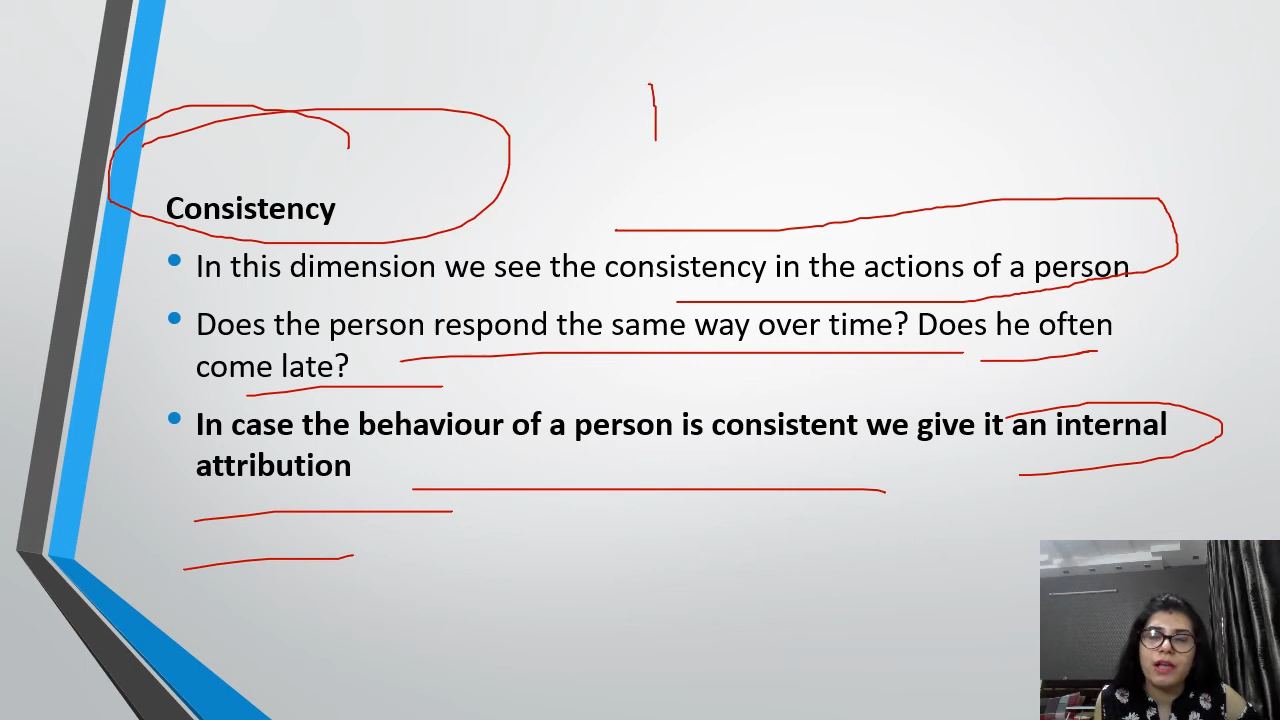 Consistency
• In this dimension we see the consistency in the actions of a person
• Does the person respond the same way over time? Does he often
come late?
• In case the behaviour of a person is consistent we give it an internal
attribution